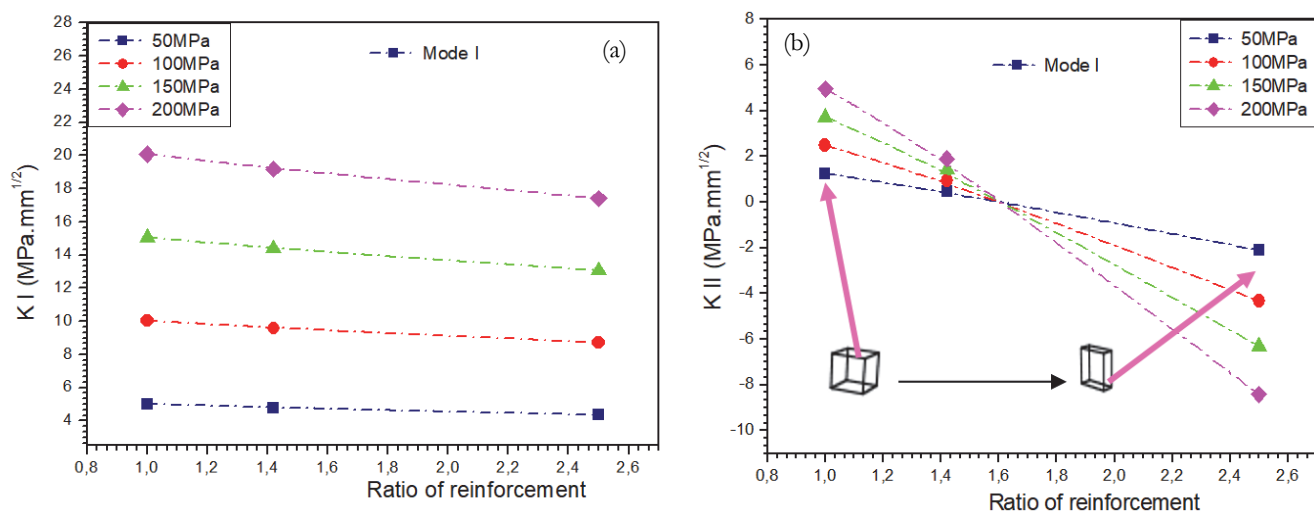 28
26
24
22
20
18
16
14
12
10
8
6
4
K I (MPa.mm1/2)
50MPa
100MPa
150MPa
200MPa
Mode I
(a)
0,8 1,0 1,2 1,4 1,6 1,8 2,0 2,2 2,4 2,6
Ratio of reinforcement
8
6
4
2
0
-2
-4
-6
-8
-10
K II (MPa.mm1/2)
(b)
Mode I
50MPa
100MPa
150MPa
200MPa
0,8 1,0 1,2 1,4 1,6 1,8 2,0 2,2 2,4 2,6
Ratio of reinforcement